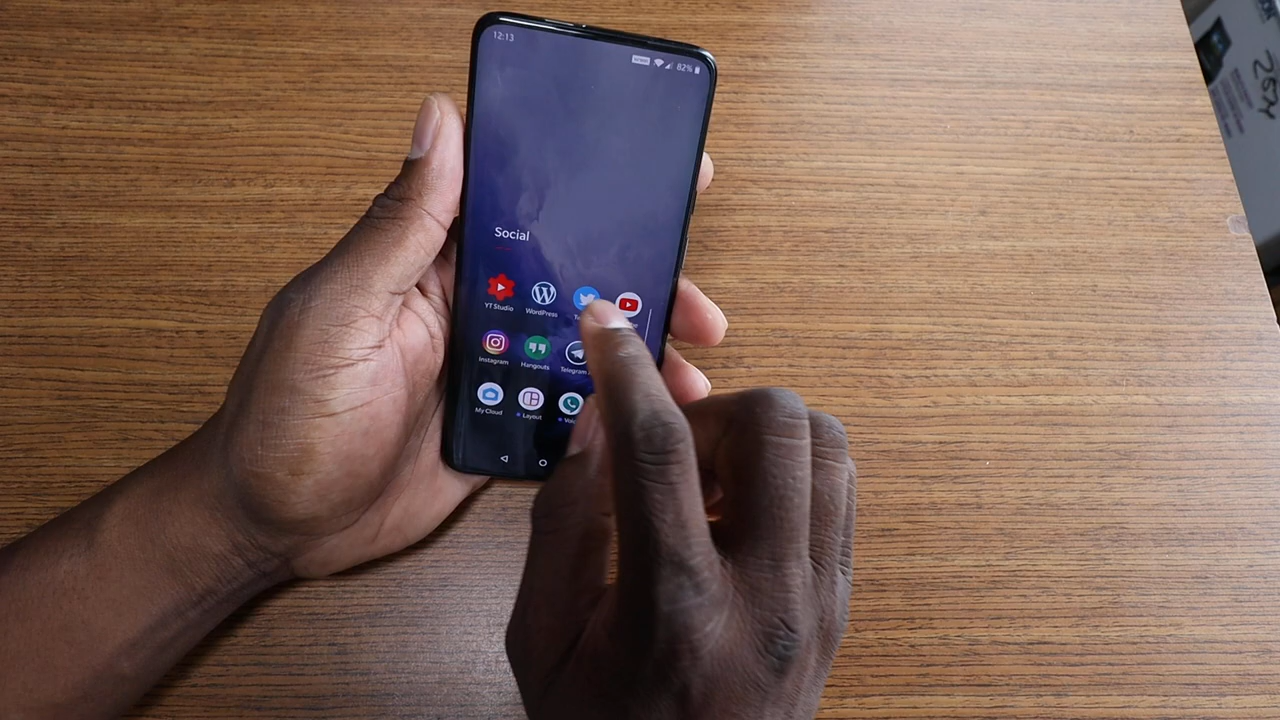 12:13
82%
Social
YT Studio
WordPress
Instagram
Hangouts
Telegram
My Cloud
Layout